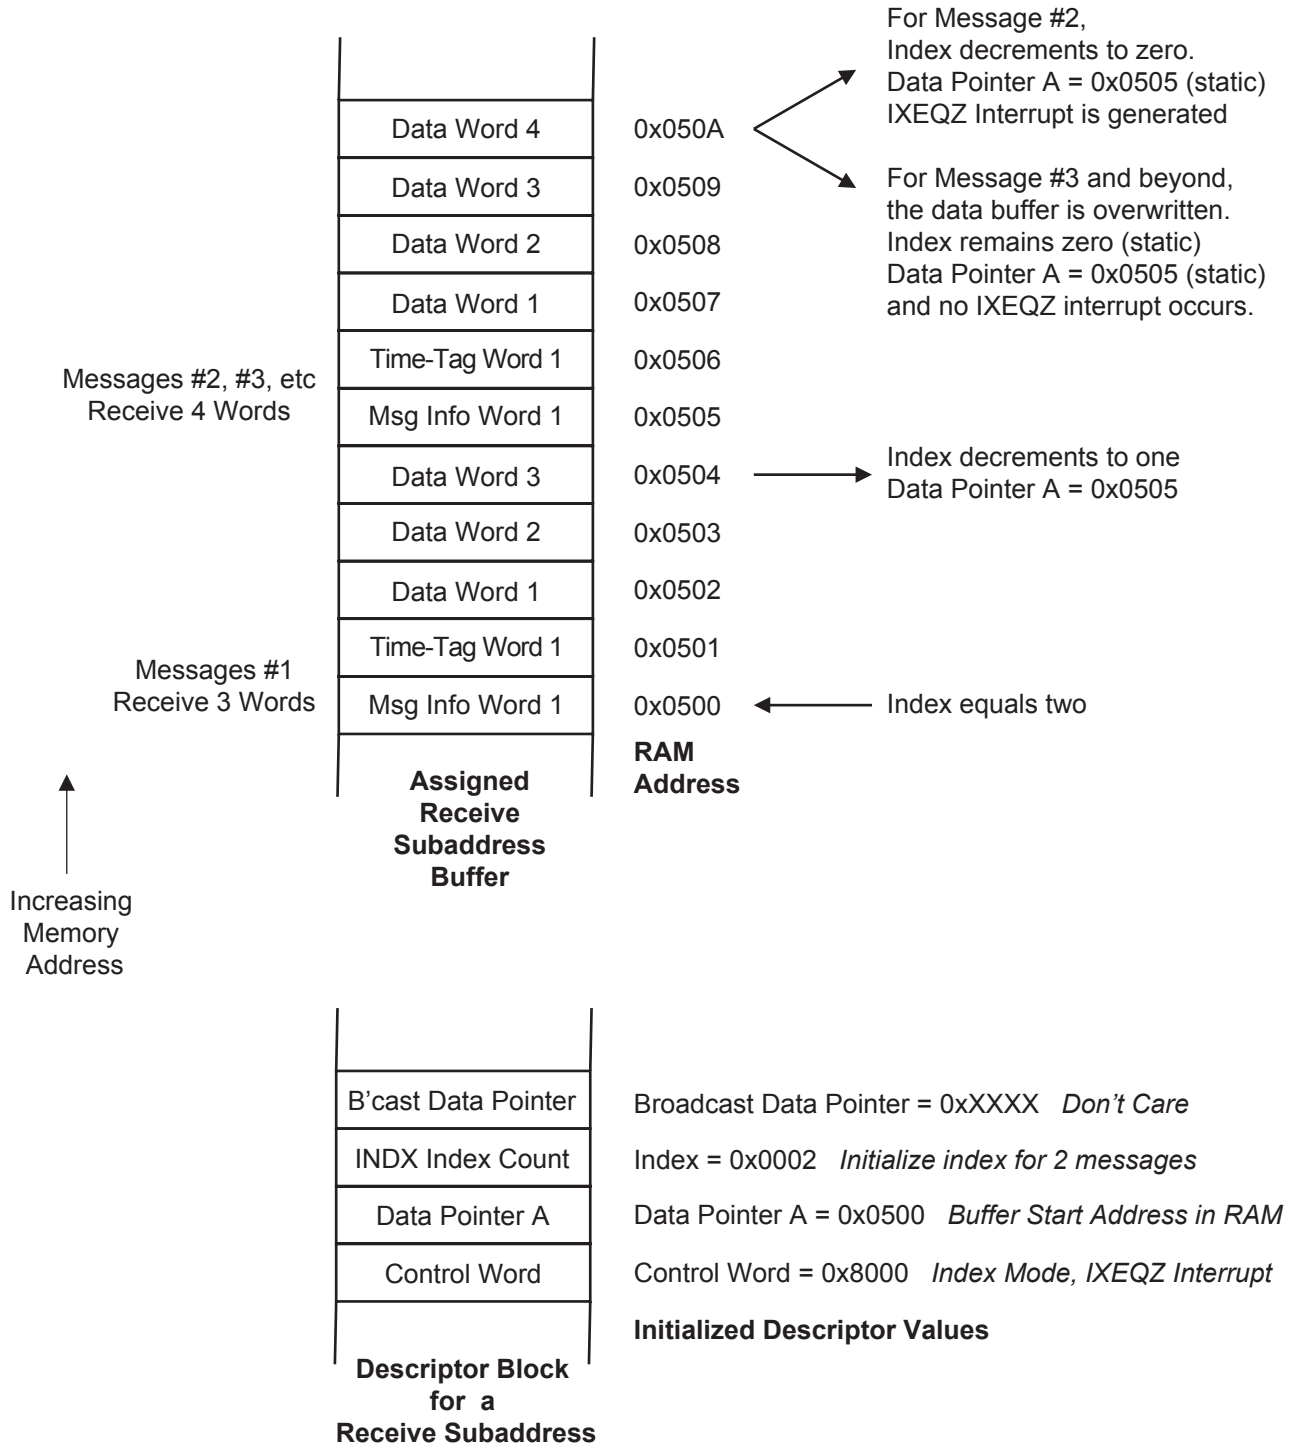 For Message #2,
Index decrements to zero.
Data Pointer A = 0x0505 (static)
IXEQZ Interrupt is generated
Data Word 4
0x050A
Data Word 3
0x0509
For Message #3 and beyond,
the data buffer is overwritten.
Index remains zero (static)
Data Pointer A = 0x0505 (static)
and no IXEQZ interrupt occurs.
Data Word 2
0x0508
Data Word 1
0x0507
Time-Tag Word 1
0x0506
Messages #2, #3, etc
Receive 4 Words
Msg Info Word 1
0x0505
Data Word 3
0x0504
Index decrements to one
Data Pointer A = 0x0505
Data Word 2
0x0503
Data Word 1
0x0502
Time-Tag Word 1
0x0501
Messages #1
Receive 3 Words
Msg Info Word 1
0x0500
Index equals two
RAM
Address
Assigned
Receive
Subaddress
Buffer
Increasing
Memory
Address
B'cast Data Pointer
Broadcast Data Pointer = 0xXXXX Don't Care
INDX Index Count
Index = 0x0002 Initialize index for 2 messages
Data Pointer A
Data Pointer A = 0x0500 Buffer Start Address in RAM
Control Word
Control Word = 0x8000 Index Mode, IXEQZ Interrupt
Initialized Descriptor Values
Descriptor Block
for a
Receive Subaddress